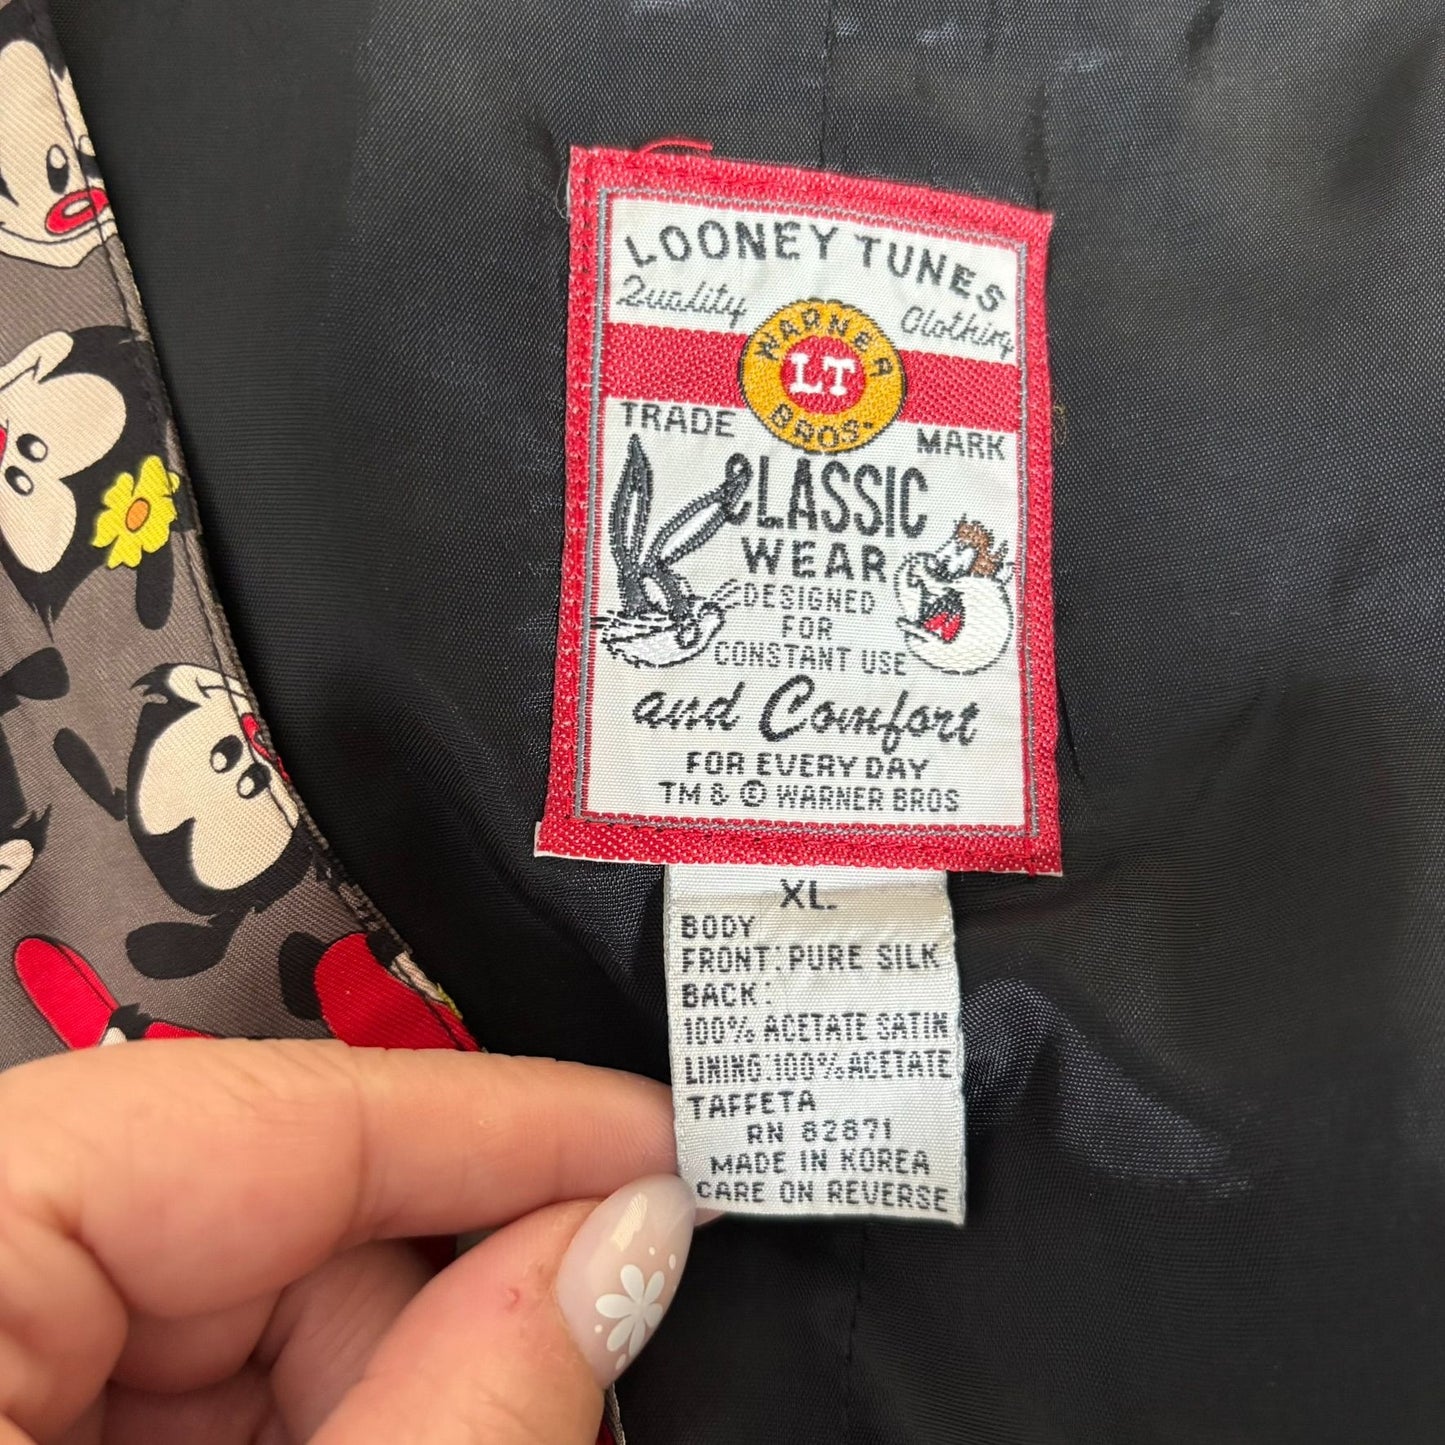 LOONEY TUNES
Quality Clothing
WARNER BROS
LT
TRADE MARK
CLASSIC
WEAR
DESIGNED
FOR
CONSTANT USE
and Comfort
FOR EVERY DAY
TM & © WARNER BROS
XL.
BODY
FRONT: PURE SILK
BACK:
100% ACETATE SATIN
LINING:100% ACETATE
TAFFETA
RN 82871
MADE IN KOREA
CARE ON REVERSE